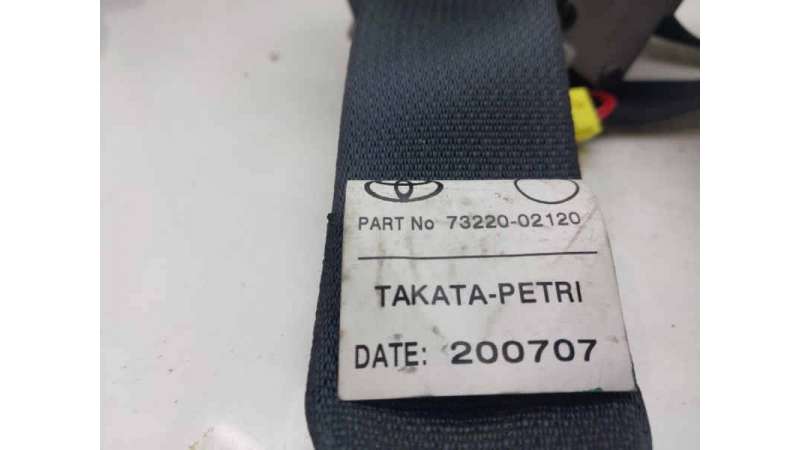 PART No 73220-02120
TAKATA-PETRI
DATE: 200707